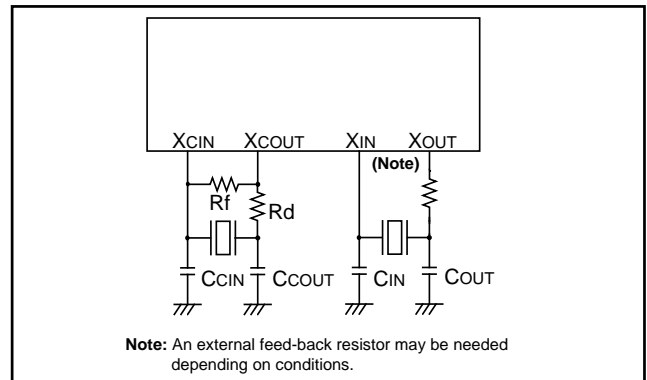 XCIN XCOUT XIN XOUT
(Note)
Rf
Rd
CCIN CCOUT CIN COUT
Note: An external feed-back resistor may be needed
depending on conditions.